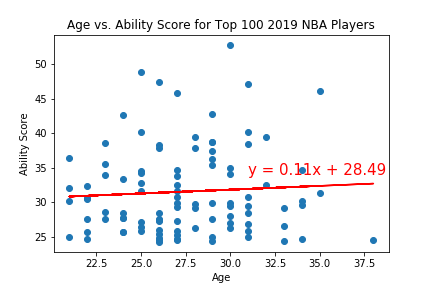 Age vs. Ability Score for Top 100 2019 NBA Players
Ability Score
50
45
40
35
30
25
y = 0.11x + 28.49
22.5 25.0 27.5 30.0 32.5 35.0 37.5
Age